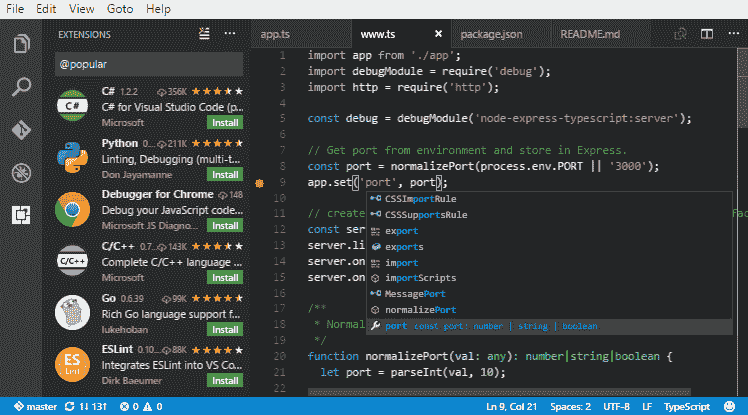 File Edit View Goto Help
EXTENSIONS
@popular
C# 1.2.2 356K
C# for Visual Studio Code (p...
Microsoft Install
Python 0... 211K
Linting, Debugging (multi-t...
Don Jayamanne Install
Debugger for Chrome 148
Debug your JavaScript code...
Microsoft JS Diagno... Install
C/C++ 0.7... 143K
C/C++
Complete C/C++ language ...
Microsoft Install
Go 0.6.39 99K
Rich Go language support f...
lukehoban Install
ESLint 0.10... 88K
ES
Lint
Integrates ESLint into VS Co...
Dirk Baeumer Install
app.ts www.ts package.json README.md
1 import app from './app';
2 import debugModule = require('debug');
3 import http = require('http');
4
5 const debug = debugModule('node-express-typescript:server');
6
7 // Get port from environment and store in Express.
8 const port = normalizePort(process.env.PORT || '3000');
9 app.set('port', port);
10
11 // creat
12 const ser
13 server.li
14 server.on
15 server.on
16
17 /**
18 * Normal
19 */
20 function normalizePort(val: any): number|string|boolean {
21 let port = parseInt(val, 10);
22
CSSImportRule
CSSSupportsRule
export
exports
import
importScripts
MessagePort
normalizePort
port const port: number | string | boolean
master 0 0 Ln 9, Col 21 Spaces: 2 UTF-8 LF TypeScript